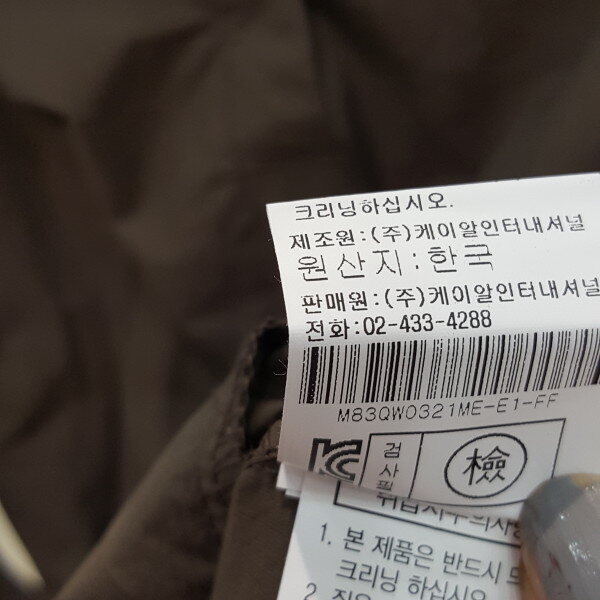 크리닝하십시오.
제조원:(주)케이알인터내셔널
원산지:한국
판매원:(주)케이알인터내셔널
전화:02-433-4288
M83QW0321ME-E1-FF
검사필
檢
1. 본 제품은 반드시
크리닝 하십시오
2.